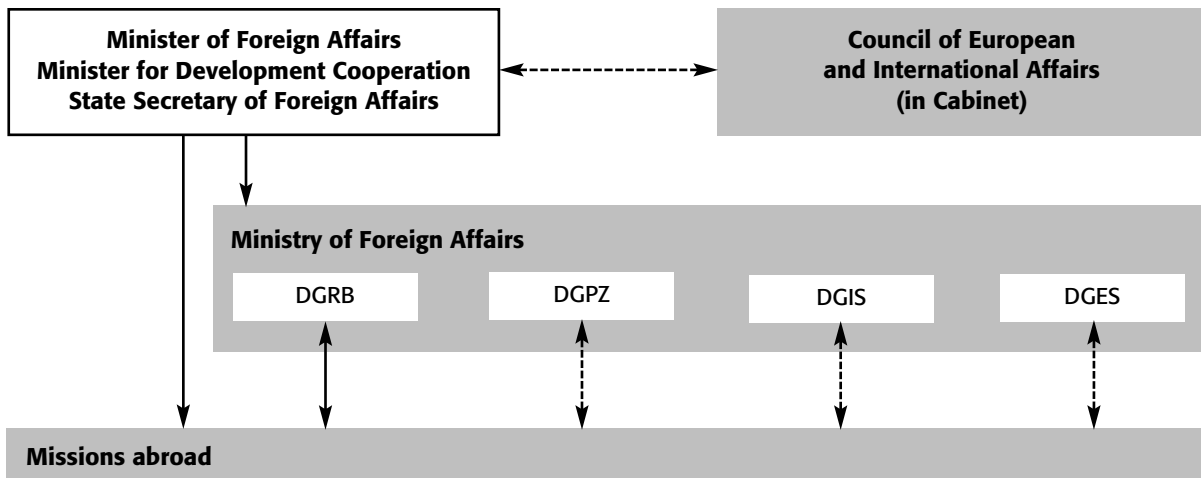 Minister of Foreign Affairs
Minister for Development Cooperation
State Secretary of Foreign Affairs
Council of European
and International Affairs
(in Cabinet)
Ministry of Foreign Affairs
DGRB
DGPZ
DGIS
DGES
Missions abroad